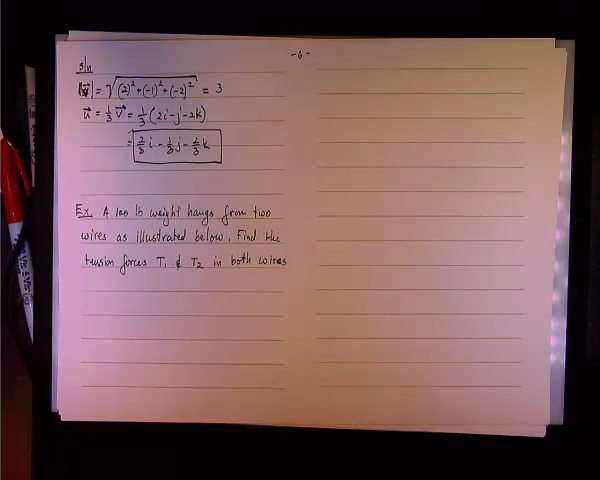 -6-
sln
|v⃗| = √(2)²+(-1)²+(-2)² = 3
u⃗ = 1/3 v⃗ = 1/3 (2i-j-2k)
= 2/3 i - 1/3 j - 2/3 k
Ex. A 100 lb weight hangs from two
wires as illustrated below. Find the
tension forces T₁ & T₂ in both wires